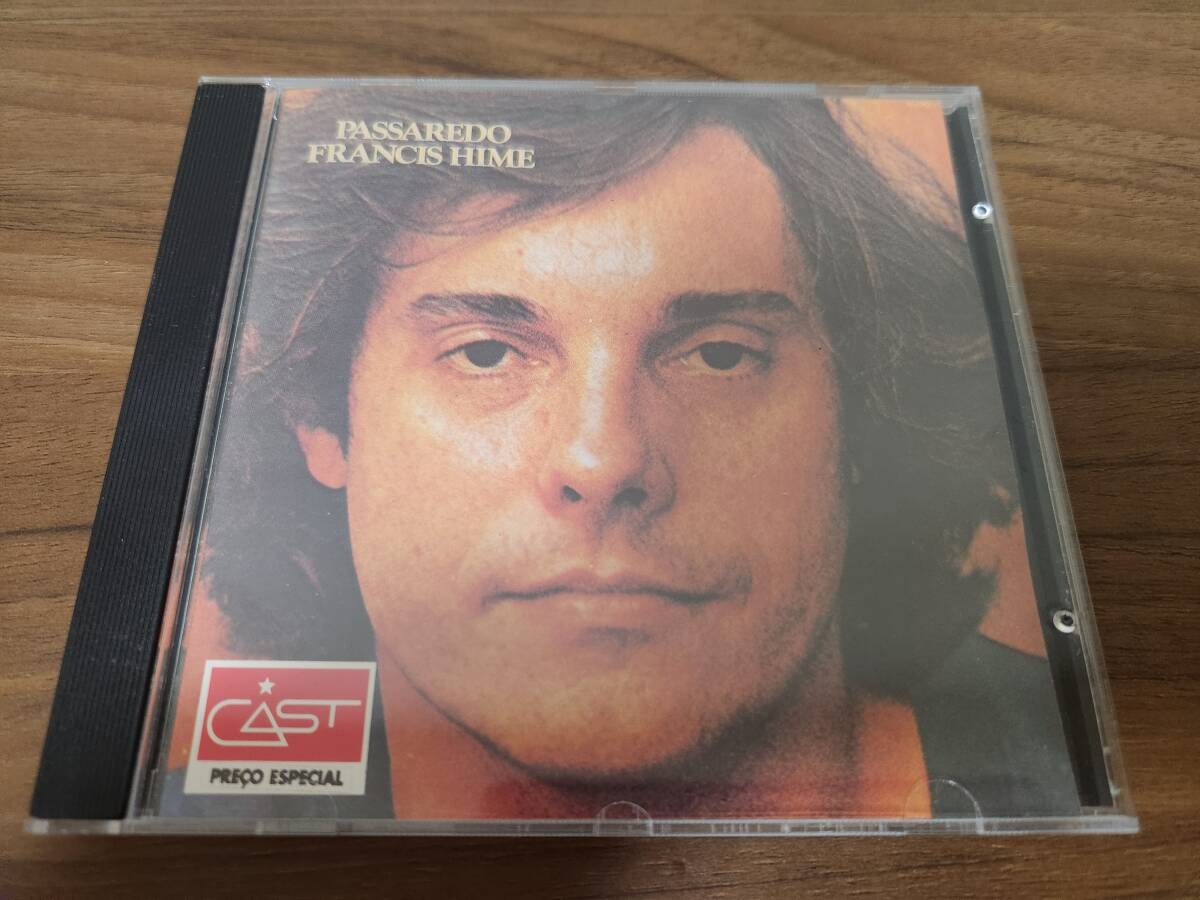 PASSAREDO
FRANCIS HIME
CAST
PREÇO ESPECIAL